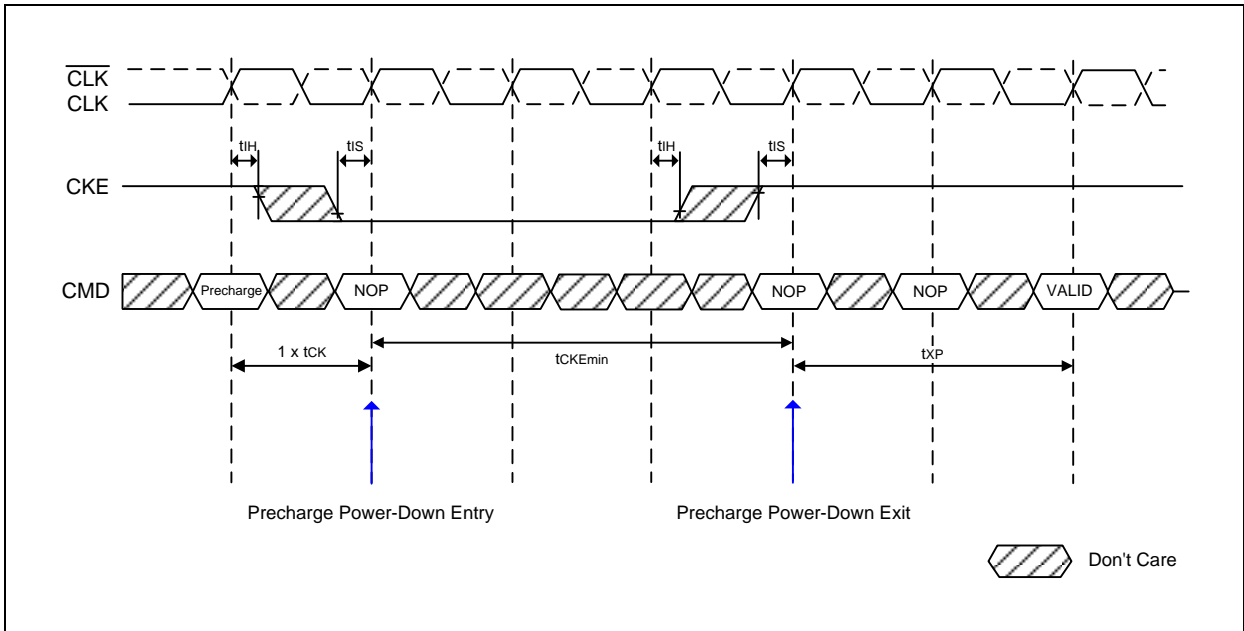 CLK
CLK
tIH
tIS
tIH
tIS
CKE
CMD
Precharge
NOP
NOP
NOP
VALID
1 x tCK
tCKEmin
tXP
Precharge Power-Down Entry
Precharge Power-Down Exit
Don't Care